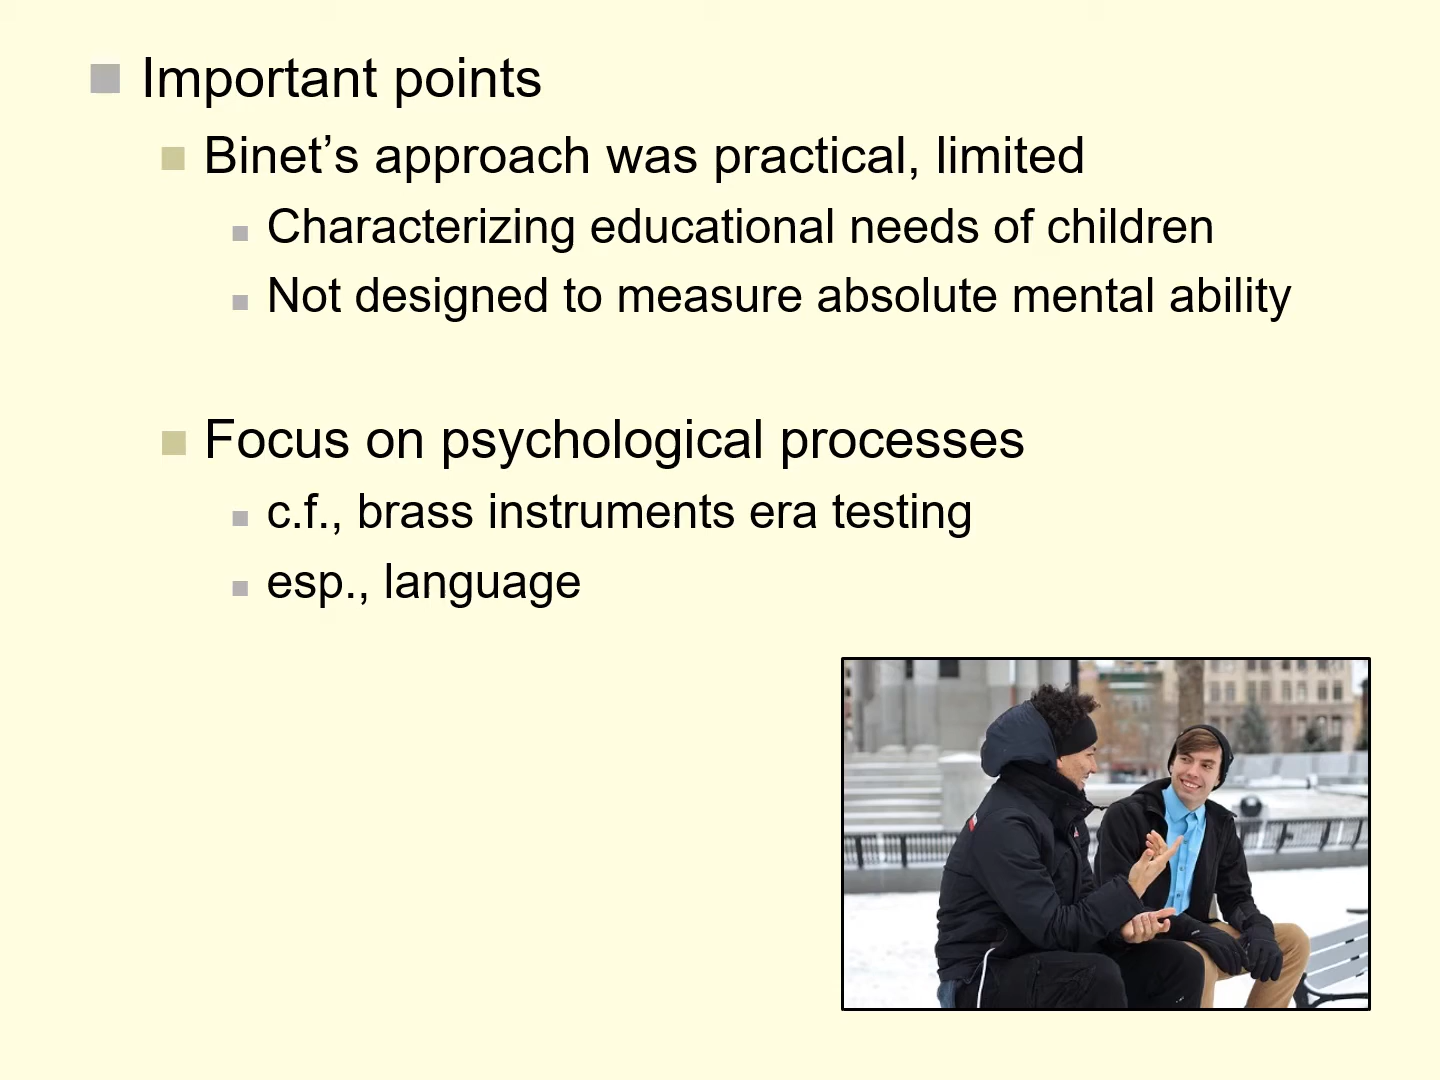 Important points
Binet’s approach was practical, limited
Characterizing educational needs of children
Not designed to measure absolute mental ability
Focus on psychological processes
c.f., brass instruments era testing
esp., language